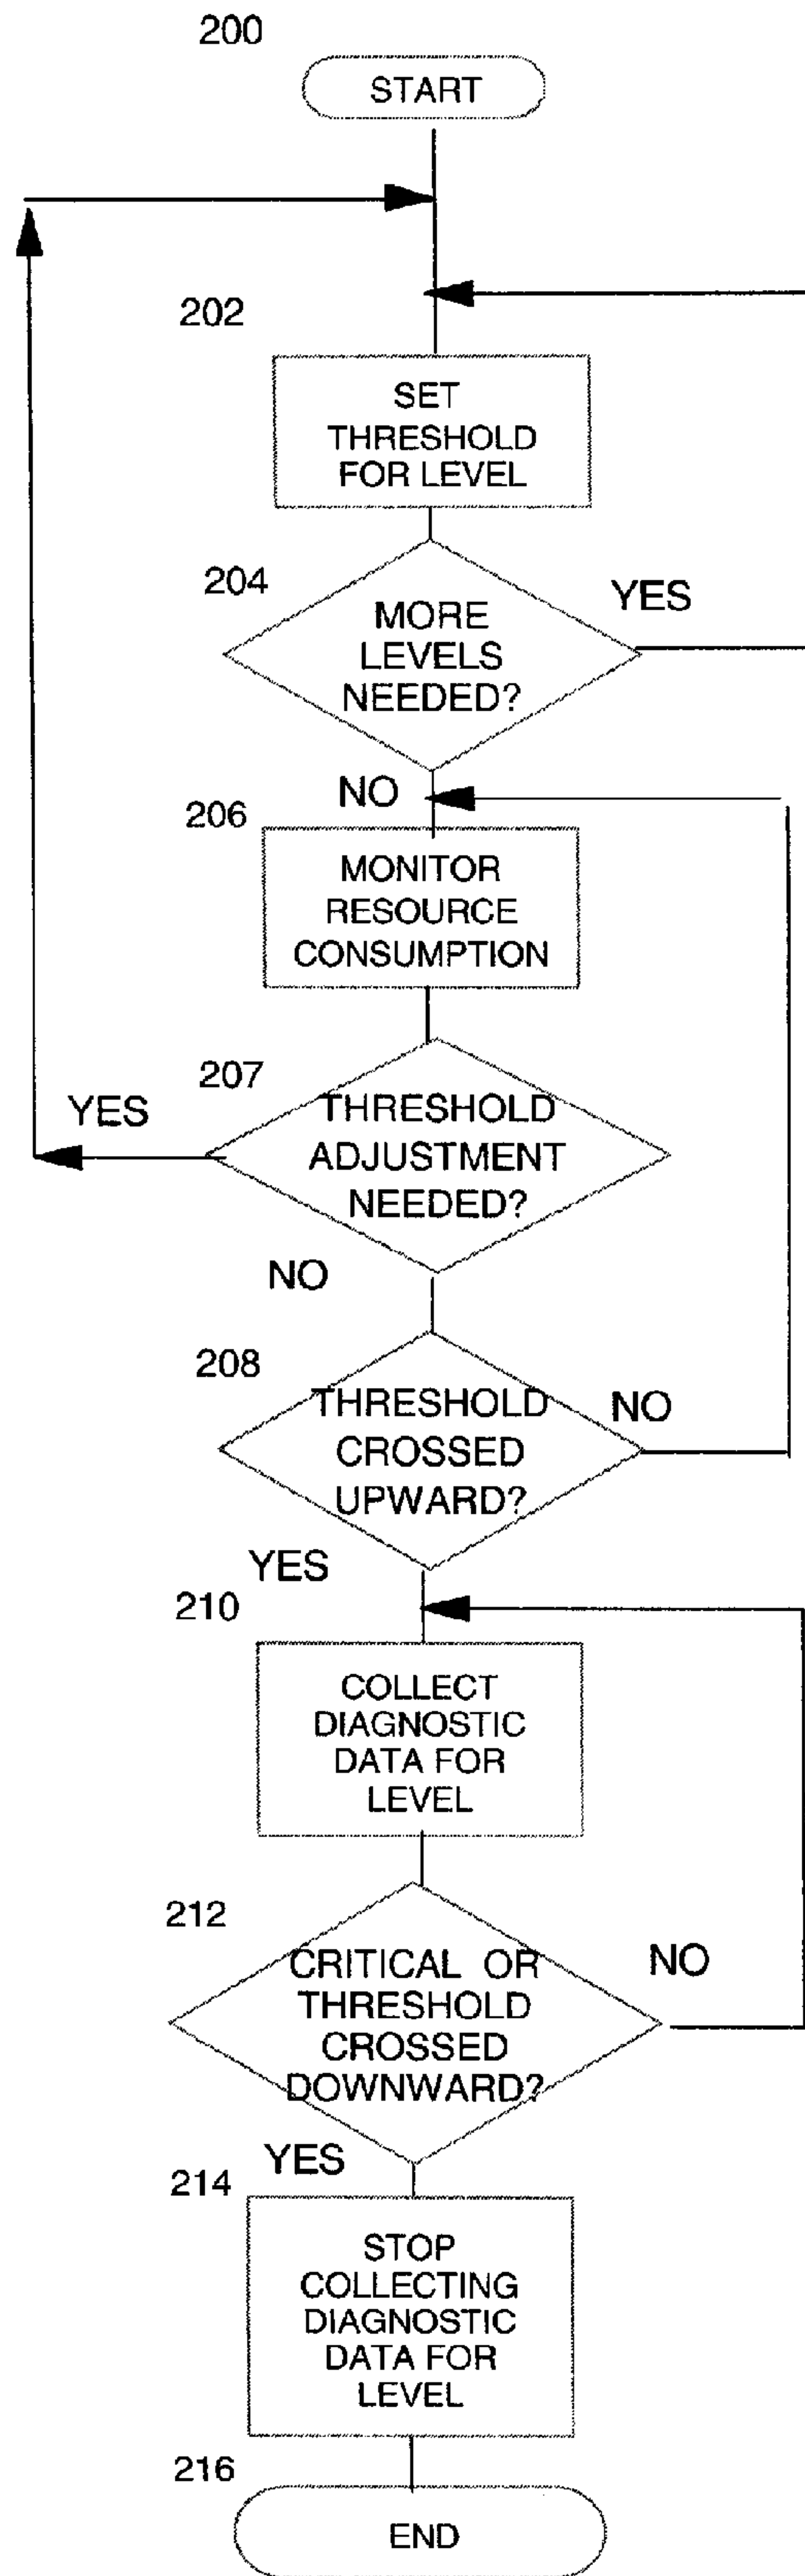 200
START
202
SET
THRESHOLD
FOR LEVEL
204
YES
MORE
LEVELS
NEEDED?
NO
206
MONITOR
RESOURCE
CONSUMPTION
207
YES
THRESHOLD
ADJUSTMENT
NEEDED?
NO
208
THRESHOLD
NO
CROSSED
UPWARD?
YES
210
COLLECT
DIAGNOSTIC
DATA FOR
LEVEL
212
NO
CRITICAL OR
THRESHOLD
CROSSED
DOWNWARD?
YES
214
STOP
COLLECTING
DIAGNOSTIC
DATA FOR
LEVEL
216
END